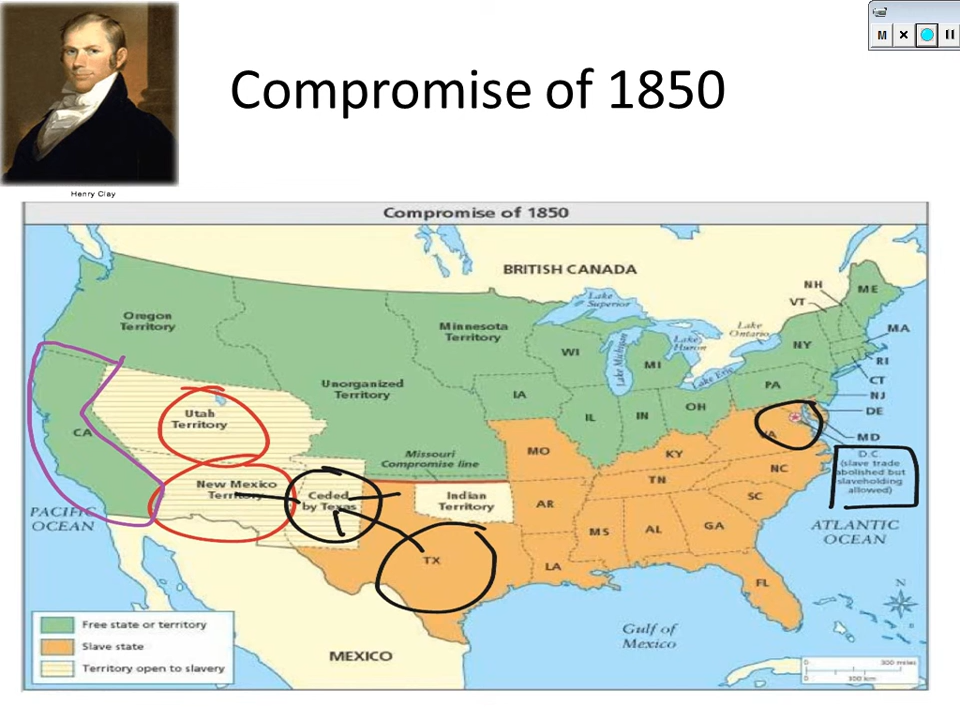 M
Compromise of 1850
Henry Clay
Compromise of 1850
BRITISH CANADA
Lake
Superior
NH
VT
ME
Oregon
Territory
Minnesota
Territory
Lake
Ontario
Lake
Huron
Lake Michigan
Lake Erie
MA
NY
WI
MI
RI
Unorganized
Territory
PA
CT
NJ
IA
OH
DE
IL
IN
Utah
Territory
CA
VA
MD
Missouri
Compromise line
MO
KY
D.C
(slave trade
abolished but
slaveholding
allowed)
NC
TN
New Mexico
Territory
Ceded
by Texas
Indian
Territory
AR
SC
PACIFIC
OCEAN
MS
AL
GA
ATLANTIC
OCEAN
TX
LA
FL
N
Free state or territory
Slave state
Territory open to slavery
Gulf of
Mexico
MEXICO
0
300 miles
0
300 km